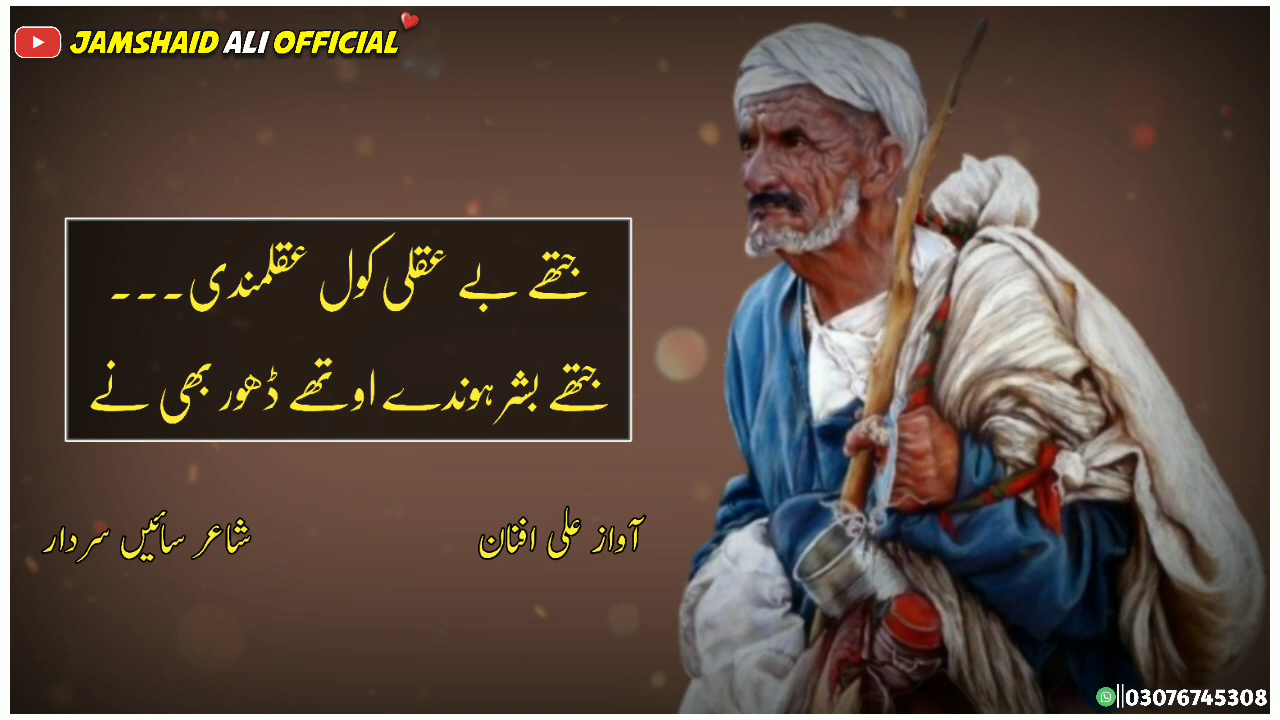 JAMSHAID ALI OFFICIAL
جتھے بے عقلی کول عقلمندی۔۔۔
جتھے بشر ہوندے اوتھے ڈھور بھی نے
آواز علی افنان
شاعر سائیں سردار
||03076745308